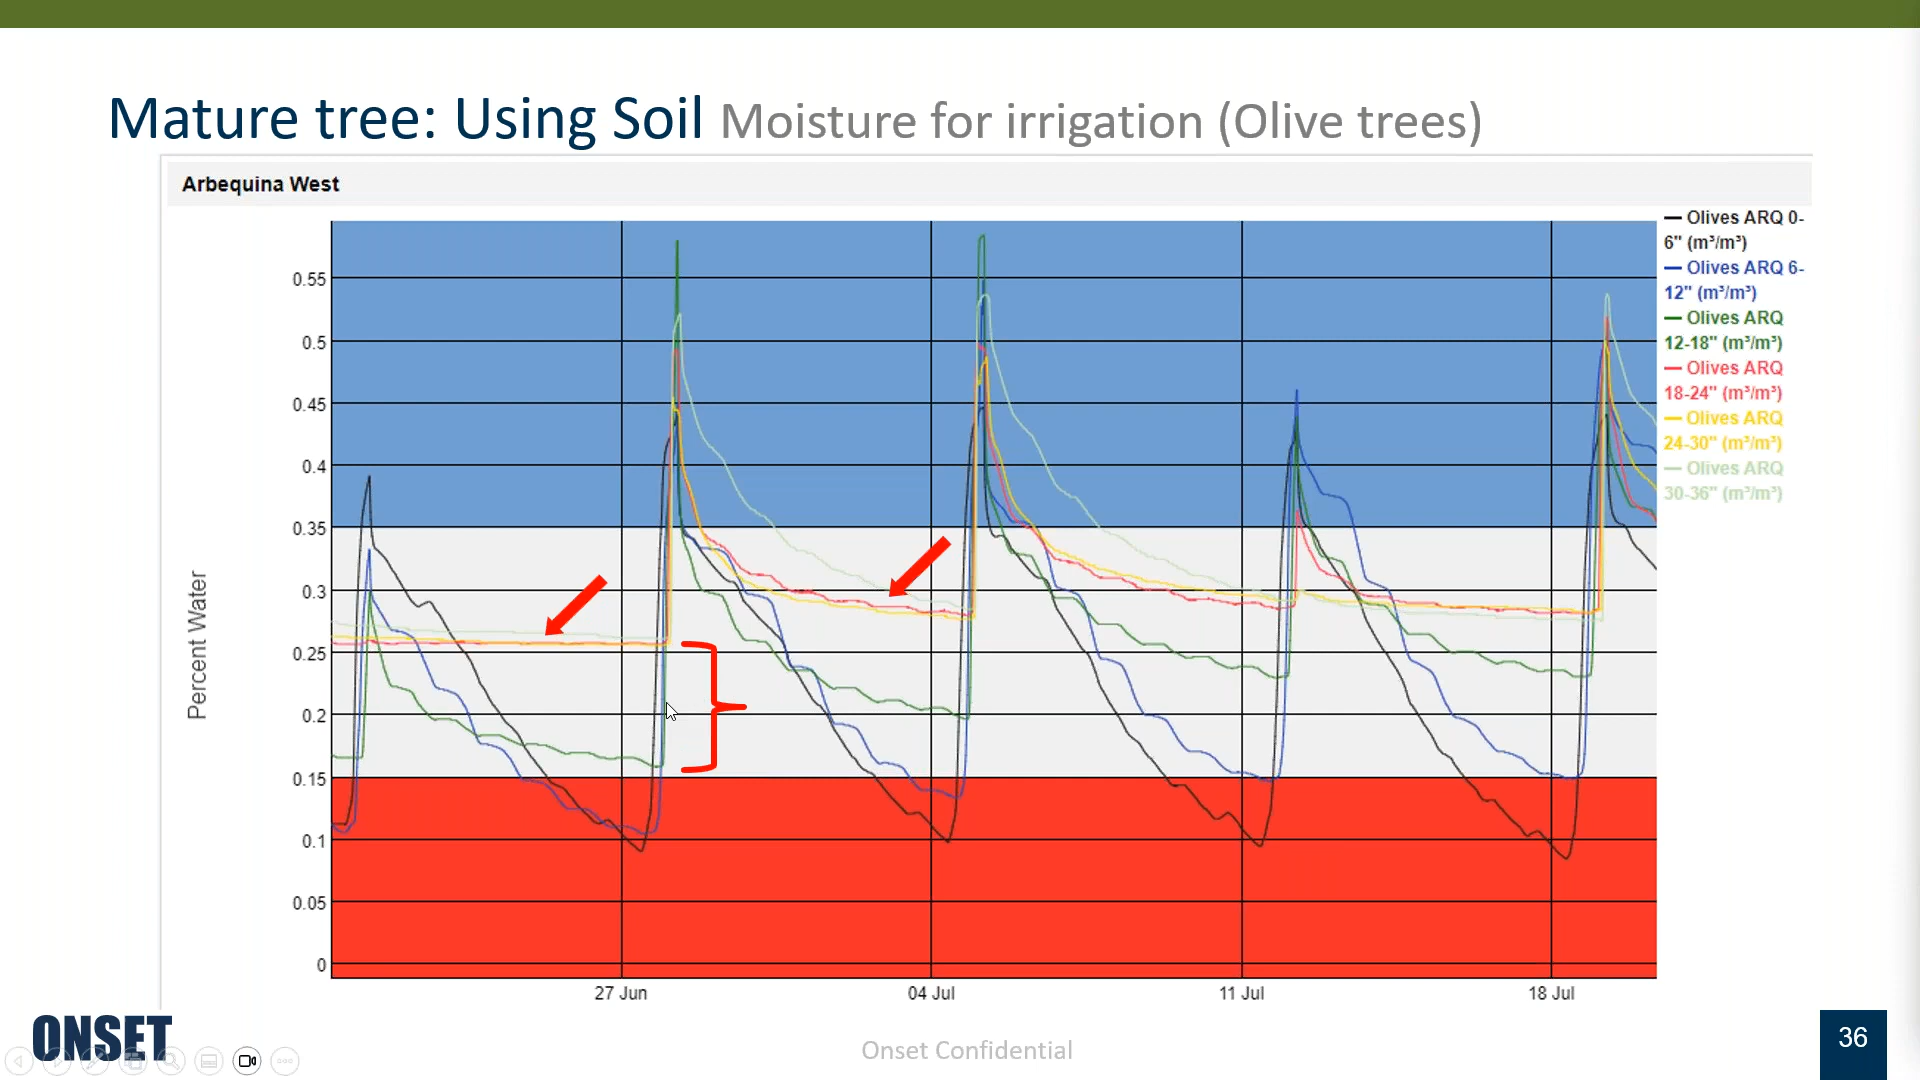 Mature tree: Using Soil Moisture for irrigation (Olive trees)
Arbequina West
Olives ARQ 0-
6" (m³/m³)
Olives ARQ 6-
12" (m³/m³)
Olives ARQ
12-18" (m³/m³)
Olives ARQ
18-24" (m³/m³)
Olives ARQ
24-30" (m³/m³)
Olives ARQ
30-36" (m³/m³)
Percent Water
0.55
0.5
0.45
0.4
0.35
0.3
0.25
0.2
0.15
0.1
0.05
0
27 Jun
04 Jul
11 Jul
18 Jul
ONSET
Onset Confidential
36